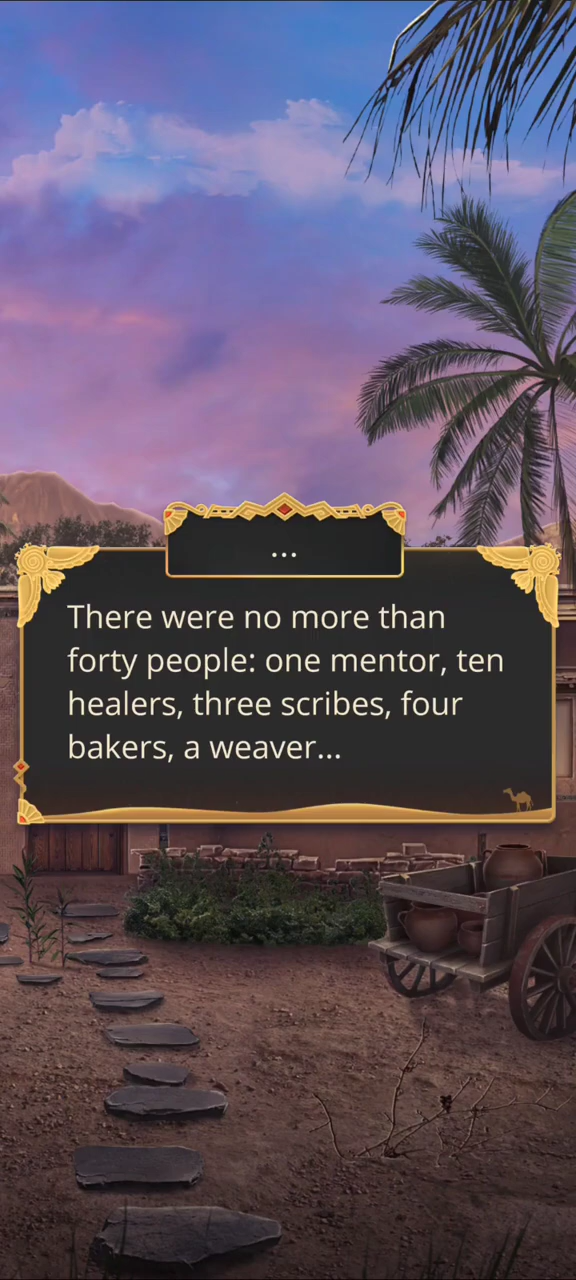 ...
There were no more than
forty people: one mentor, ten
healers, three scribes, four
bakers, a weaver...